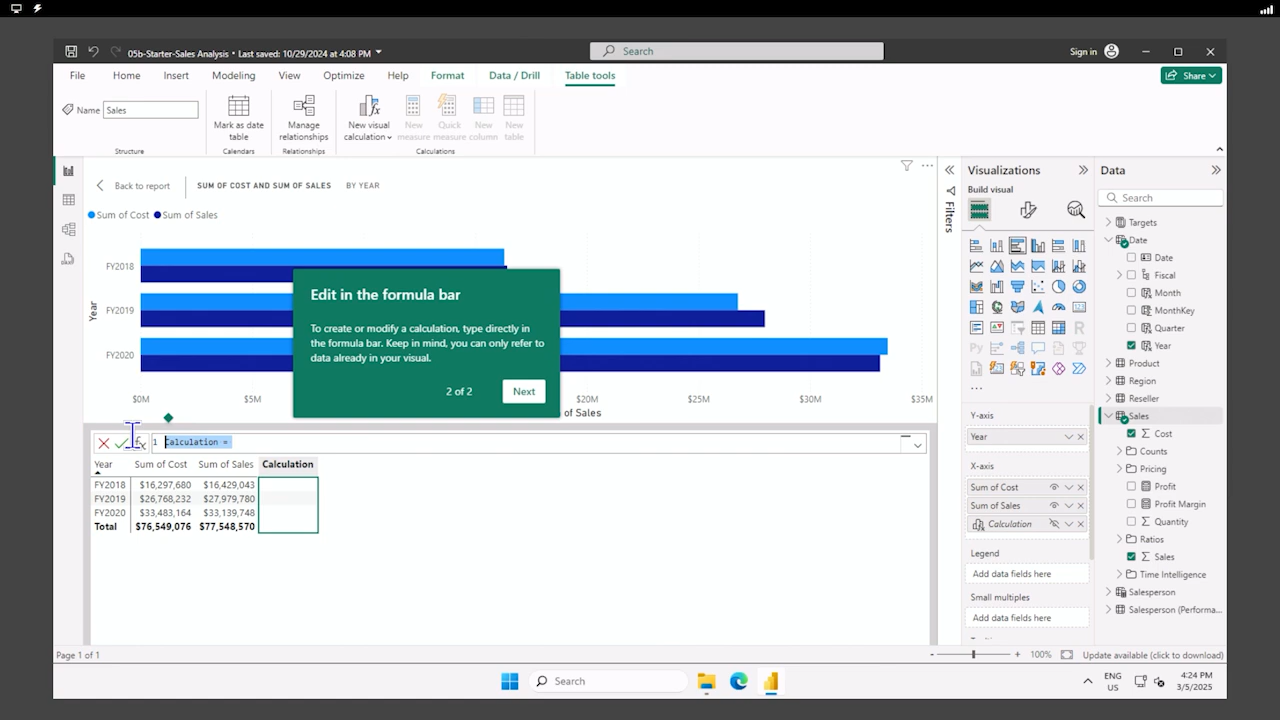 05b-Starter-Sales Analysis • Last saved: 10/29/2024 at 4:08 PM
Search
Sign in
File
Home
Insert
Modeling
View
Optimize
Help
Format
Data / Drill
Table tools
Share
Name
Sales
Mark as date
table
Manage
relationships
New visual
calculation
New
measure
Quick
measure
New
column
New
table
Structure
Calendars
Relationships
Calculations
Back to report
SUM OF COST AND SUM OF SALES
BY YEAR
Sum of Cost
Sum of Sales
Year
FY2018
FY2019
FY2020
$0M
$5M
$20M
$25M
$30M
$35M
of Sales
Edit in the formula bar
To create or modify a calculation, type directly in
the formula bar. Keep in mind, you can only refer to
data already in your visual.
2 of 2
Next
1 Calculation =
Year Sum of Cost Sum of Sales Calculation
FY2018 $16,297,680 $16,429,043
FY2019 $26,768,232 $27,979,780
FY2020 $33,483,164 $33,139,748
Total $76,549,076 $77,548,570
Filters
Visualizations
Build visual
R
Py
123
Y-axis
Year
X-axis
Sum of Cost
Sum of Sales
Calculation
Legend
Add data fields here
Small multiples
Add data fields here
Data
Search
Targets
Date
Date
Fiscal
Month
MonthKey
Quarter
Year
Product
Region
Reseller
Sales
Cost
Counts
Pricing
Profit
Profit Margin
Quantity
Ratios
Sales
Time Intelligence
Salesperson
Salesperson (Performa...
Page 1 of 1
100%
Update available (click to download)
Search
ENG
US
4:24 PM
3/5/2025